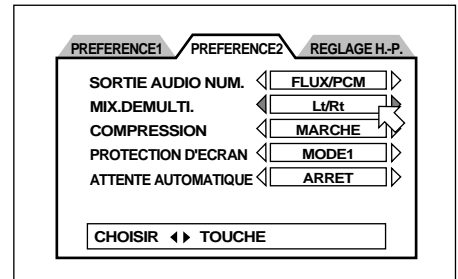 PREFERENCE1 PREFERENCE2 REGLAGE H.-P.
SORTIE AUDIO NUM. FLUX/PCM
MIX.DEMULTI. Lt/Rt
COMPRESSION MARCHE
PROTECTION D'ECRAN MODE1
ATTENTE AUTOMATIQUE ARRET
CHOISIR TOUCHE